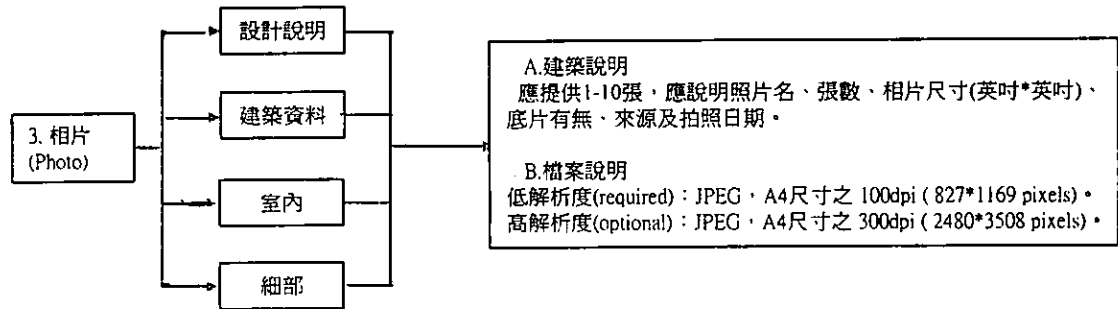 3. 相片
(Photo)
設計說明
建築資料
室內
細部
A.建築說明
應提供1-10張，應說明照片名、張數、相片尺寸(英吋*英吋)、
底片有無、來源及拍照日期。
B.檔案說明
低解析度(required)：JPEG，A4尺寸之 100dpi ( 827*1169 pixels)。
高解析度(optional)：JPEG，A4尺寸之 300dpi ( 2480*3508 pixels)。